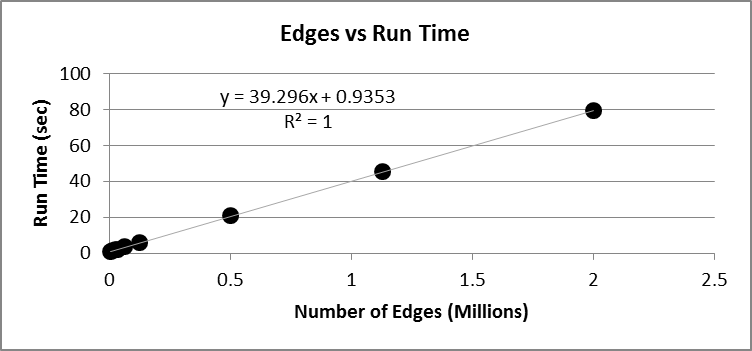 Edges vs Run Time
y = 39.296x + 0.9353
R² = 1
100
80
60
40
20
0
Run Time (sec)
0 0.5 1 1.5 2 2.5
Number of Edges (Millions)